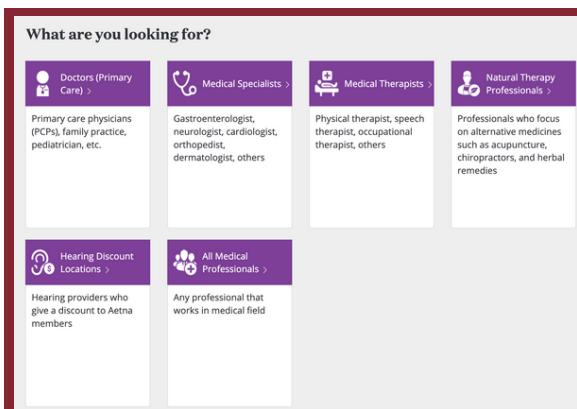 What are you looking for?
Doctors (Primary
Care) >
Primary care physicians
(PCPs), family practice,
pediatrician, etc.
Medical Specialists >
Gastroenterologist,
neurologist, cardiologist,
orthopedist,
dermatologist, others
Medical Therapists >
Physical therapist, speech
therapist, occupational
therapist, others
Natural Therapy
Professionals >
Professionals who focus
on alternative medicines
such as acupuncture,
chiropractors, and herbal
remedies
Hearing Discount
Locations >
Hearing providers who
give a discount to Aetna
members
All Medical
Professionals >
Any professional that
works in medical field